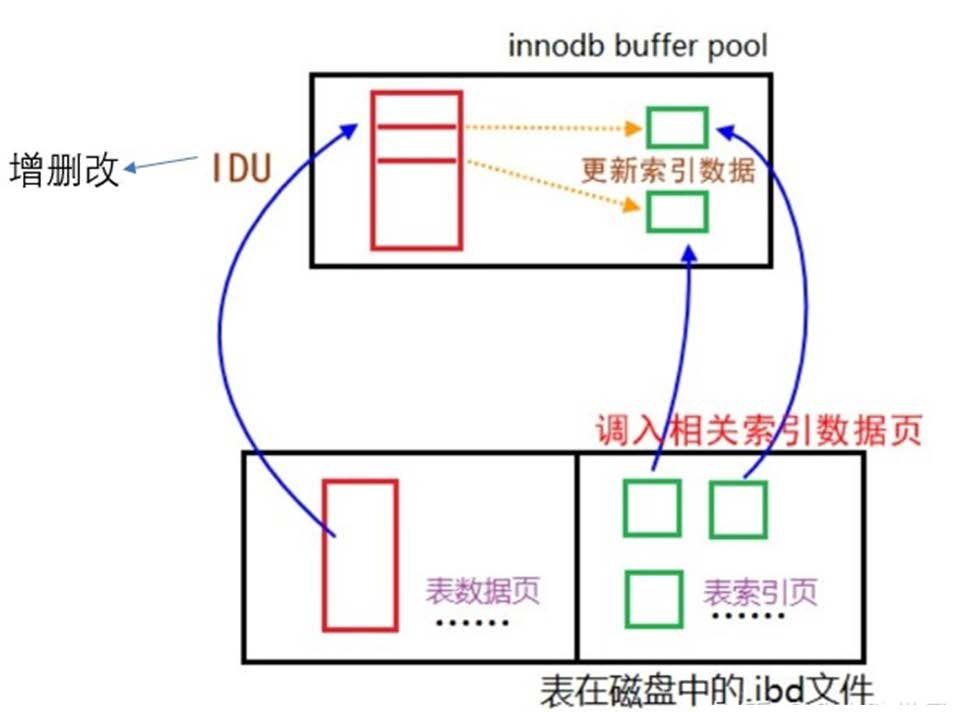 innodb buffer pool
增删改
IDU
更新索引数据
调入相关索引数据页
表数据页
......
表索引页
......
表在磁盘中的.ibd文件